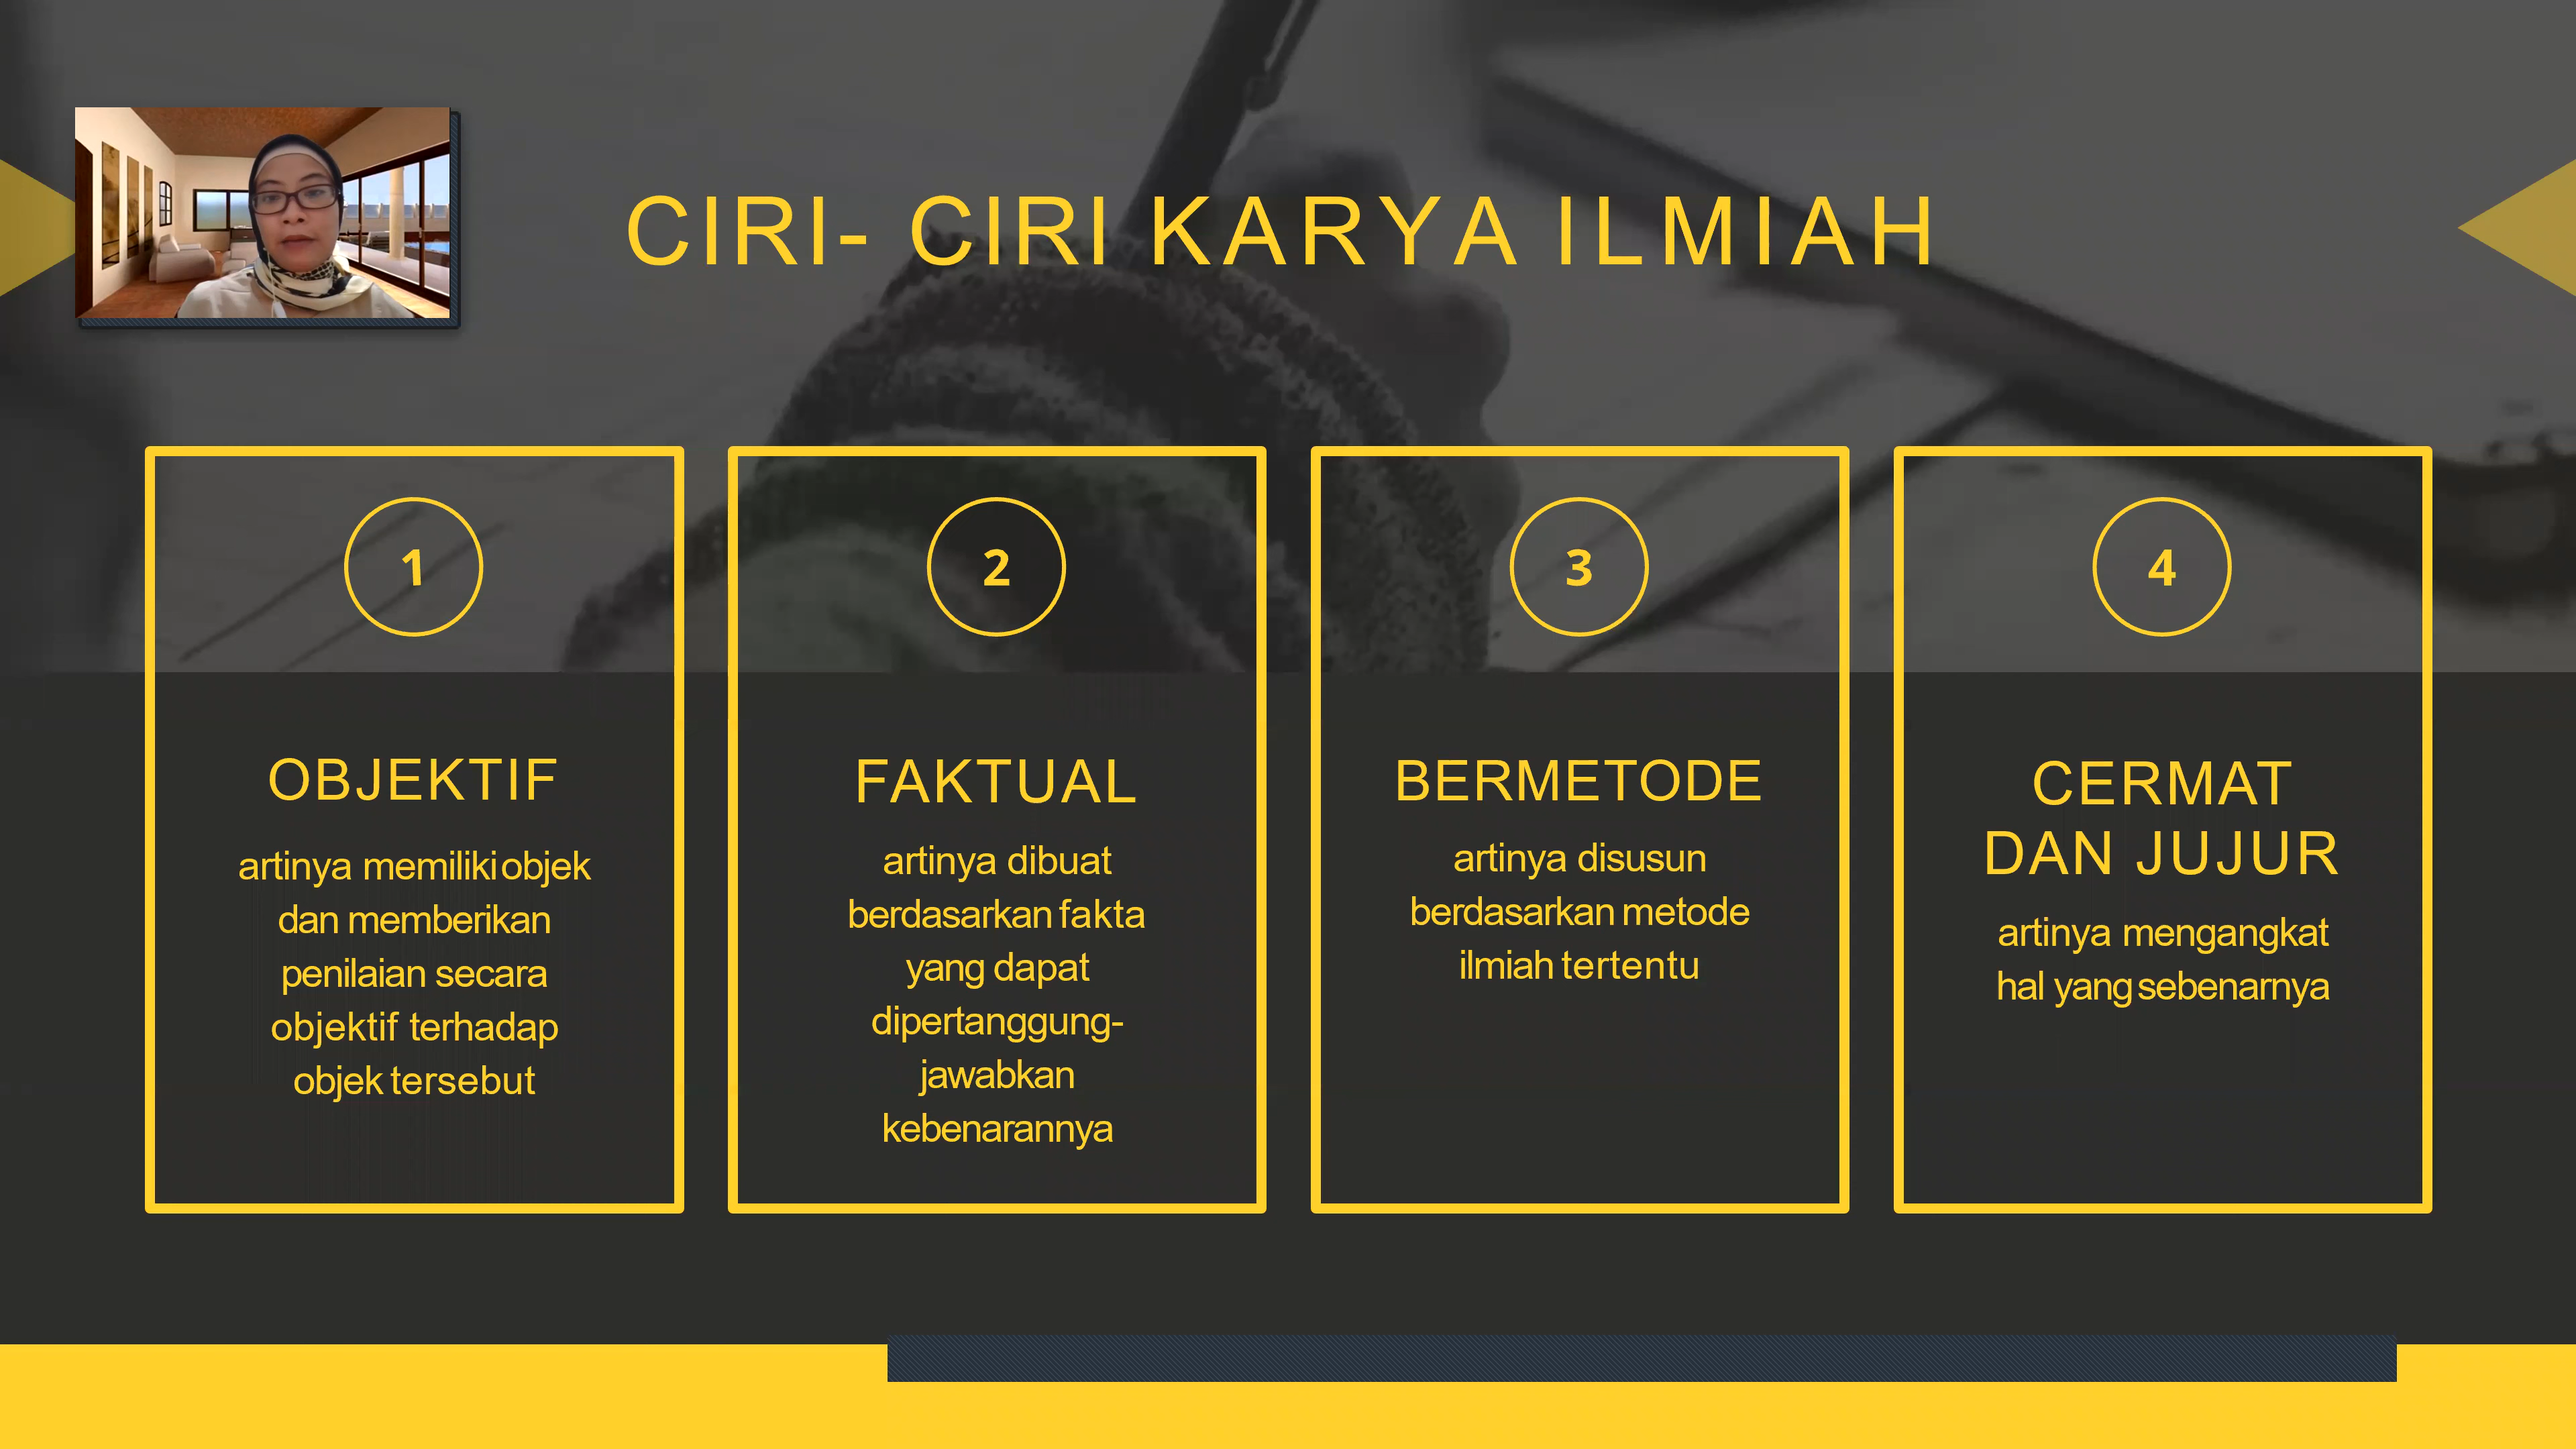 CIRI- CIRI KARYA ILMIAH
1
OBJEKTIF
artinya memiliki objek
dan memberikan
penilaian secara
objektif terhadap
objek tersebut
2
FAKTUAL
artinya dibuat
berdasarkan fakta
yang dapat
dipertanggung-
jawabkan
kebenarannya
3
BERMETODE
artinya disusun
berdasarkan metode
ilmiah tertentu
4
CERMAT
DAN JUJUR
artinya mengangkat
hal yang sebenarnya